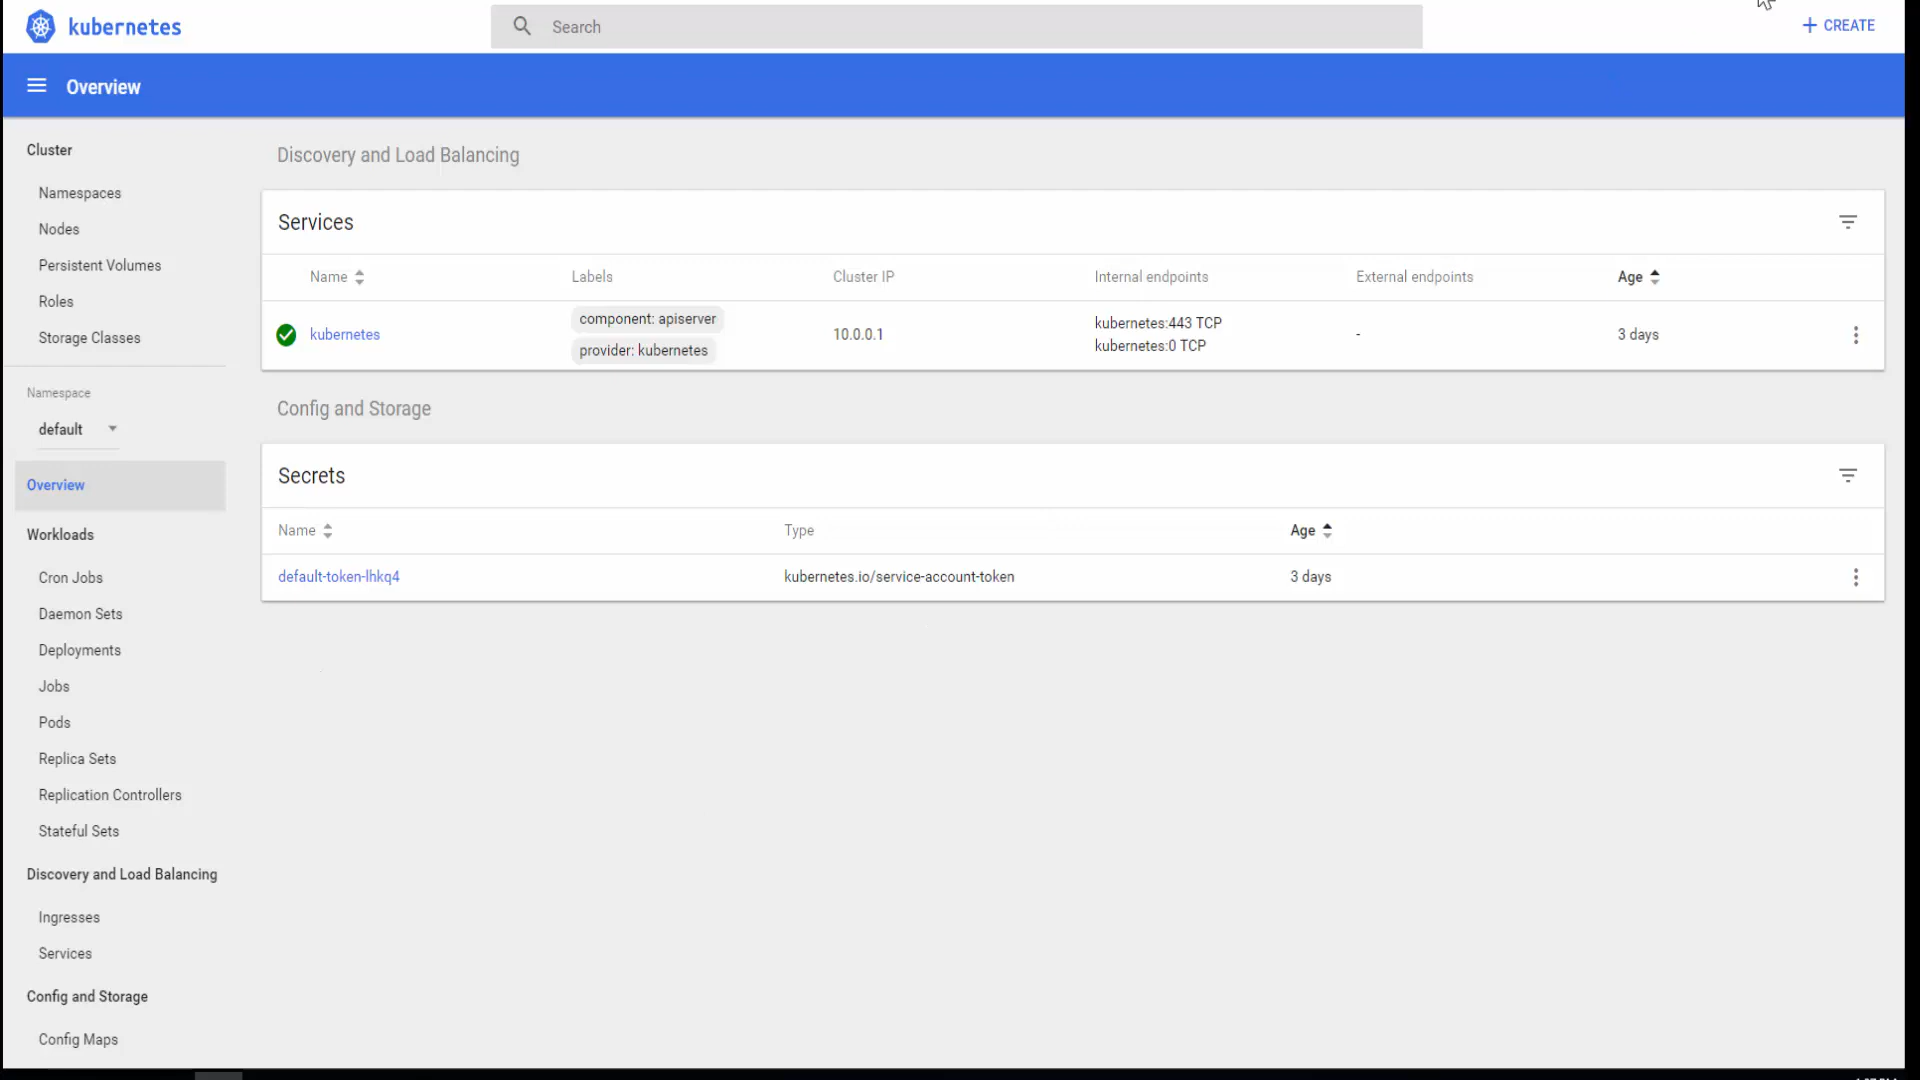 kubernetes
Search
CREATE
Overview
Cluster
Namespaces
Nodes
Persistent Volumes
Roles
Storage Classes
Namespace
default
Overview
Workloads
Cron Jobs
Daemon Sets
Deployments
Jobs
Pods
Replica Sets
Replication Controllers
Stateful Sets
Discovery and Load Balancing
Ingresses
Services
Config and Storage
Config Maps
Discovery and Load Balancing
Services
Name Labels Cluster IP Internal endpoints External endpoints Age
kubernetes component: apiserver provider: kubernetes 10.0.0.1 kubernetes:443 TCP kubernetes:0 TCP - 3 days
Config and Storage
Secrets
Name Type Age
default-token-lhkq4 kubernetes.io/service-account-token 3 days